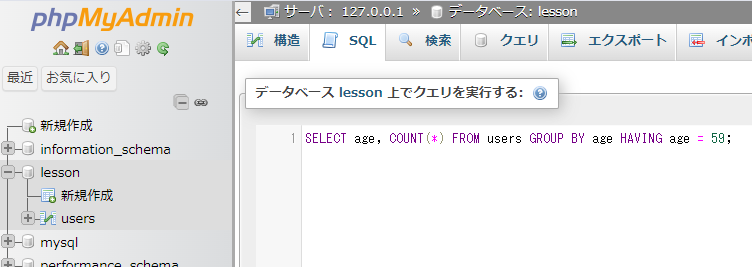 phpMyAdmin
最近 お気に入り
新規作成
information_schema
lesson
新規作成
users
mysql
performance_schema
サーバ: 127.0.0.1 » データベース: lesson
構造 SQL 検索 クエリ エクスポート インポ
データベース lesson 上でクエリを実行する:
1 SELECT age, COUNT(*) FROM users GROUP BY age HAVING age = 59;